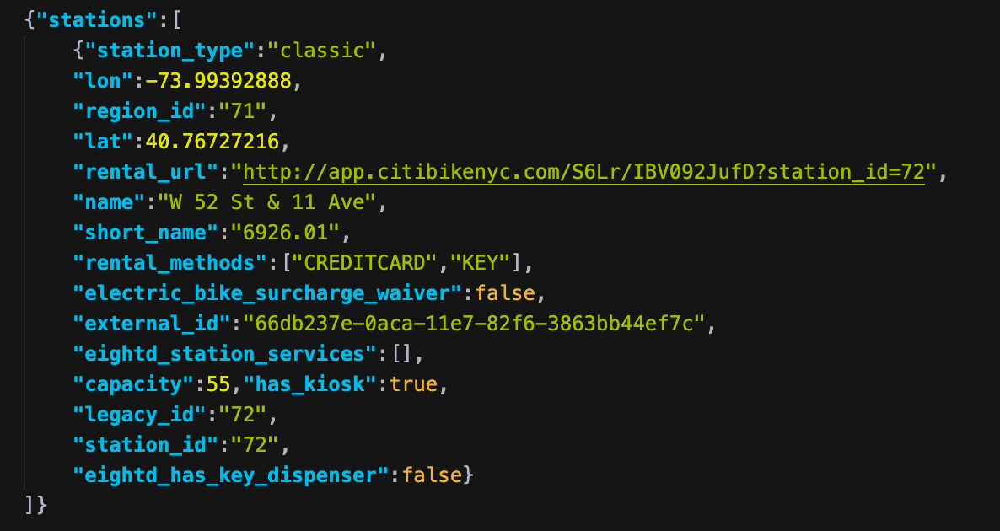 {"stations":[
{"station_type":"classic",
"lon":-73.99392888,
"region_id":"71",
"lat":40.76727216,
"rental_url":"http://app.citibikenyc.com/S6Lr/IBV092JufD?station_id=72",
"name":"W 52 St & 11 Ave",
"short_name":"6926.01",
"rental_methods":["CREDITCARD","KEY"],
"electric_bike_surcharge_waiver":false,
"external_id":"66db237e-0aca-11e7-82f6-3863bb44ef7c",
"eightd_station_services":[],
"capacity":55,"has_kiosk":true,
"legacy_id":"72",
"station_id":"72",
"eightd_has_key_dispenser":false}
]}